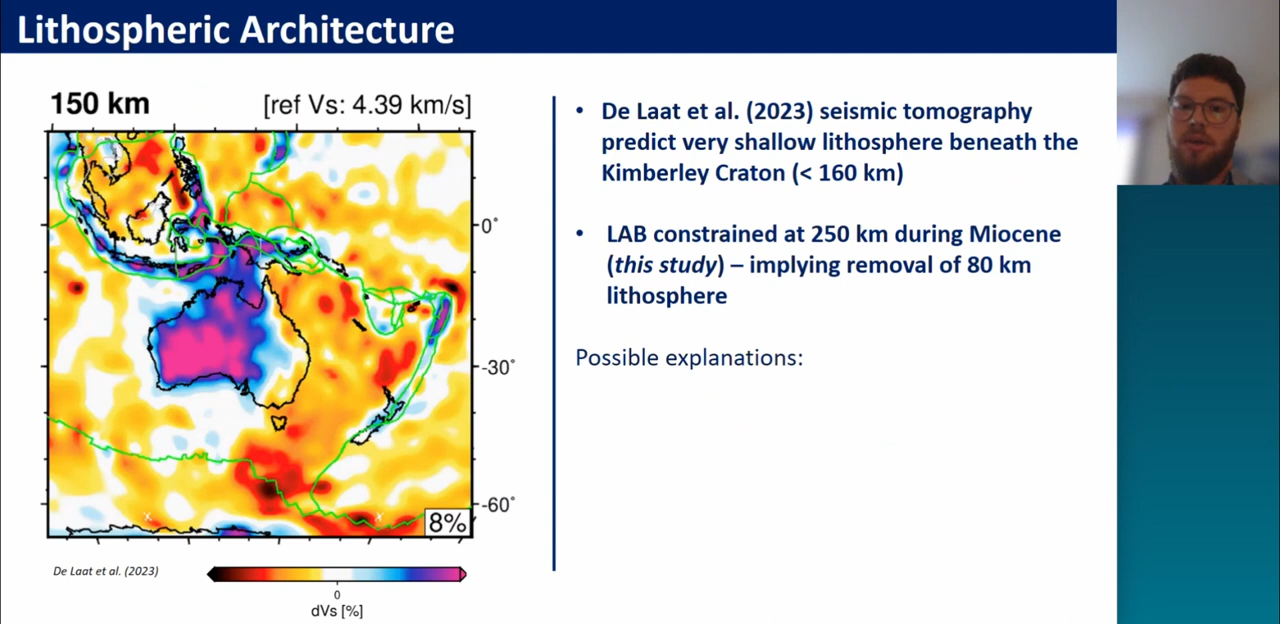 Lithospheric Architecture
150 km
[ref Vs: 4.39 km/s]
0°
-30°
-60°
8%
De Laat et al. (2023)
0
dVs [%]
• De Laat et al. (2023) seismic tomography
predict very shallow lithosphere beneath the
Kimberley Craton (< 160 km)
• LAB constrained at 250 km during Miocene
(this study) – implying removal of 80 km
lithosphere
Possible explanations: